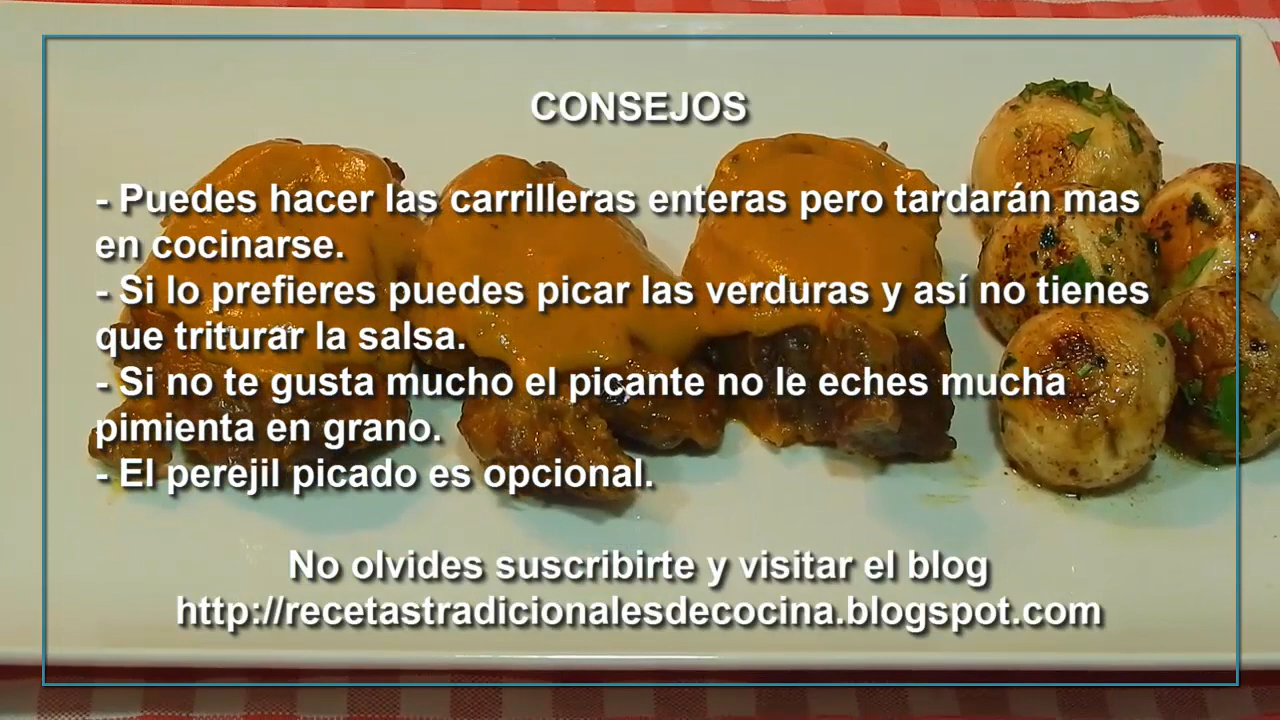 CONSEJOS
- Puedes hacer las carrilleras enteras pero tardarán mas
en cocinarse.
- Si lo prefieres puedes picar las verduras y así no tienes
que triturar la salsa.
- Si no te gusta mucho el picante no le eches mucha
pimienta en grano.
- El perejil picado es opcional.
No olvides suscribirte y visitar el blog
http://recetastradicionalesdecocina.blogspot.com